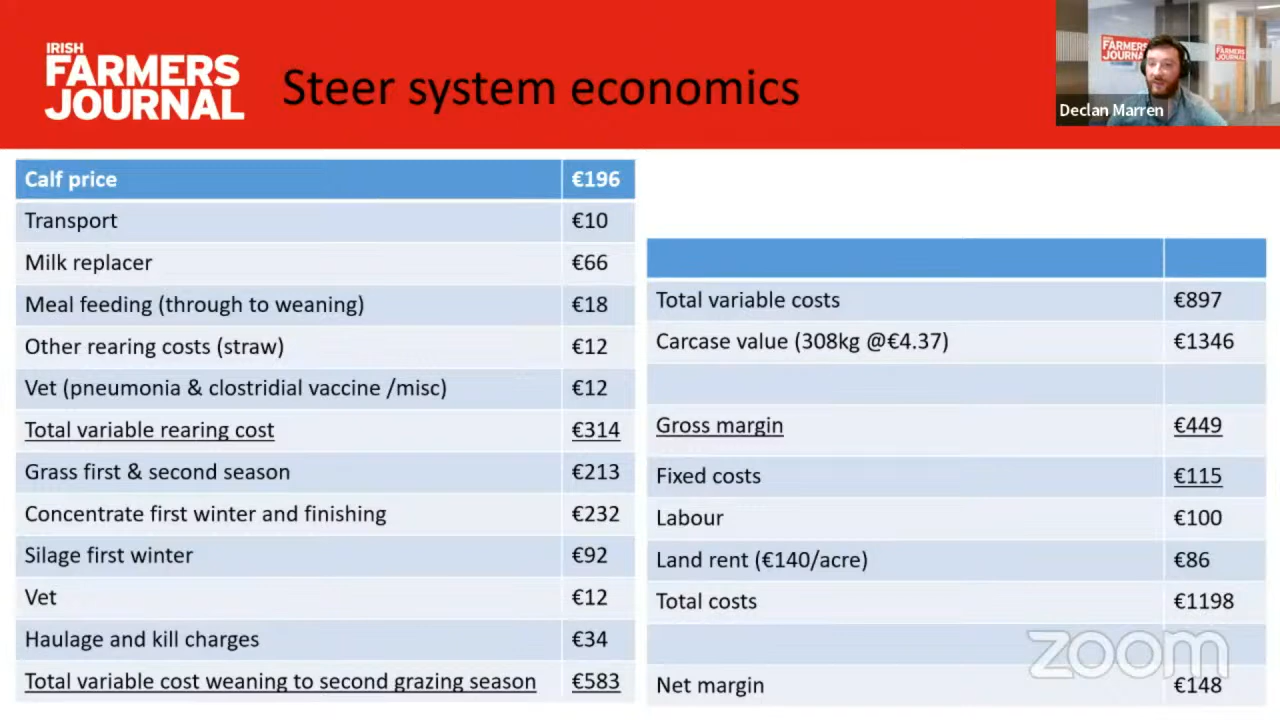 IRISH
FARMERS
JOURNAL
Steer system economics
FARMERS
JOURNAL
FARMERS
JOURNAL
Declan Marren
Calf price €196
Transport €10
Milk replacer €66
Meal feeding (through to weaning) €18
Other rearing costs (straw) €12
Vet (pneumonia & clostridial vaccine /misc) €12
Total variable rearing cost €314
Grass first & second season €213
Concentrate first winter and finishing €232
Silage first winter €92
Vet €12
Haulage and kill charges €34
Total variable cost weaning to second grazing season €583
Total variable costs €897
Carcase value (308kg @€4.37) €1346
Gross margin €449
Fixed costs €115
Labour €100
Land rent (€140/acre) €86
Total costs €1198
Net margin €148
zoom